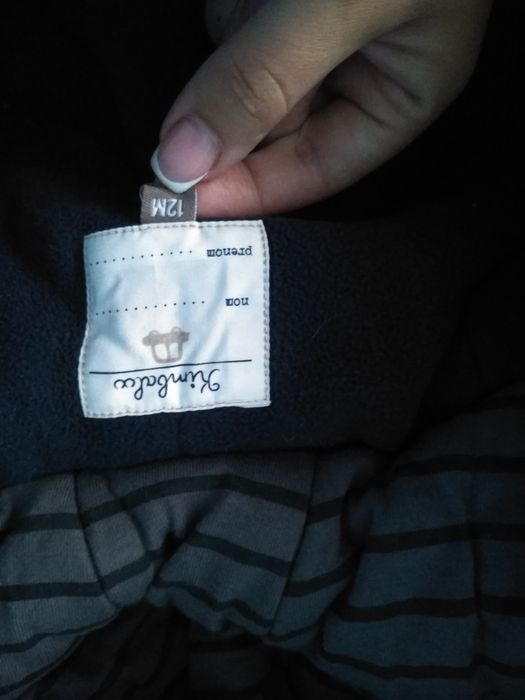 Kimbaloo
nom ............
prenom ...........
12M